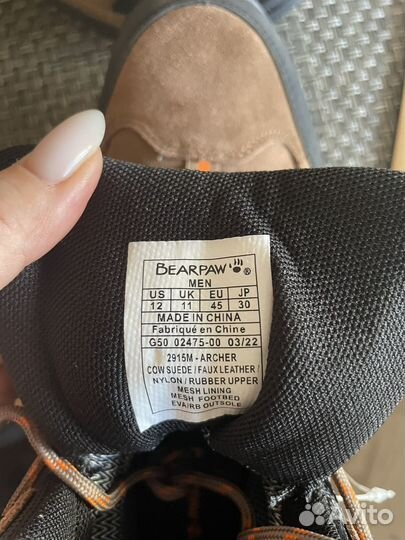 BEARPAW ®
MEN
US UK EU JP
12 11 45 30
MADE IN CHINA
Fabriqué en Chine
G50 02475-00 03/22
2915M - ARCHER
COW SUEDE / FAUX LEATHER /
NYLON / RUBBER UPPER
MESH LINING
MESH FOOTBED
EVA/RB OUTSOLE
Avito